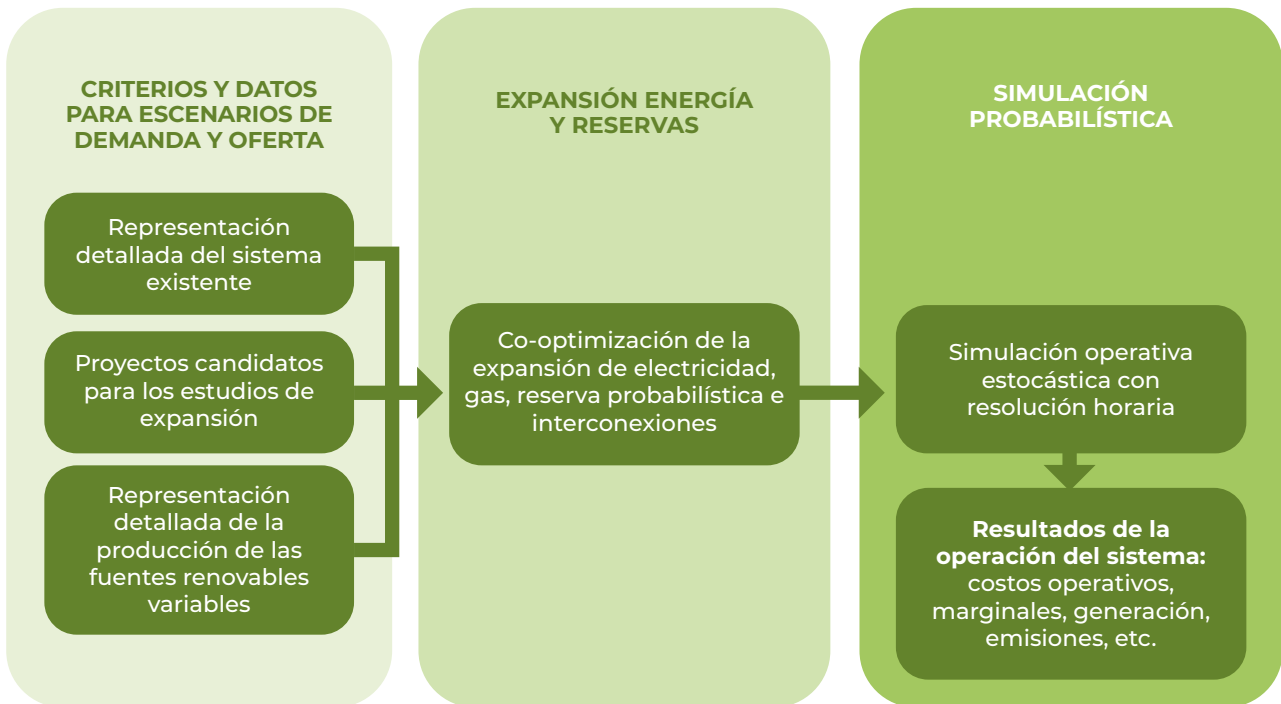 CRITERIOS Y DATOS
PARA ESCENARIOS DE
DEMANDA Y OFERTA
Representación
detallada del sistema
existente
Proyectos candidatos
para los estudios de
expansión
Representación
detallada de la
producción de las
fuentes renovables
variables
EXPANSIÓN ENERGÍA
Y RESERVAS
Co-optimización de la
expansión de electricidad,
gas, reserva probabilística e
interconexiones
SIMULACIÓN
PROBABILÍSTICA
Simulación operativa
estocástica con
resolución horaria
Resultados de la
operación del sistema:
costos operativos,
marginales, generación,
emisiones, etc.